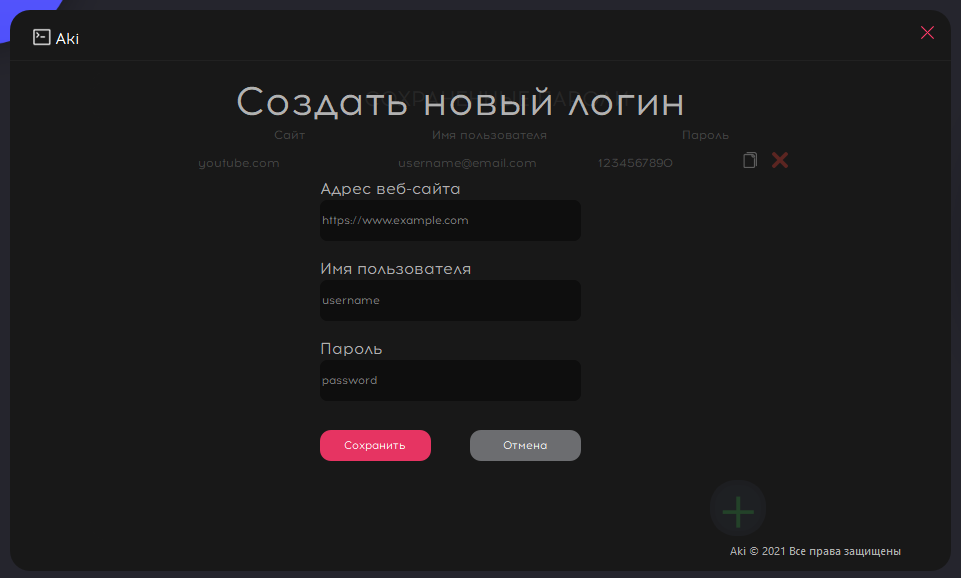 Aki
Создать новый логин
Сайт Имя пользователя Пароль
youtube.com username@email.com 1234567890
Адрес веб-сайта
https://www.example.com
Имя пользователя
username
Пароль
password
Сохранить Отмена
Aki © 2021 Все права защищены